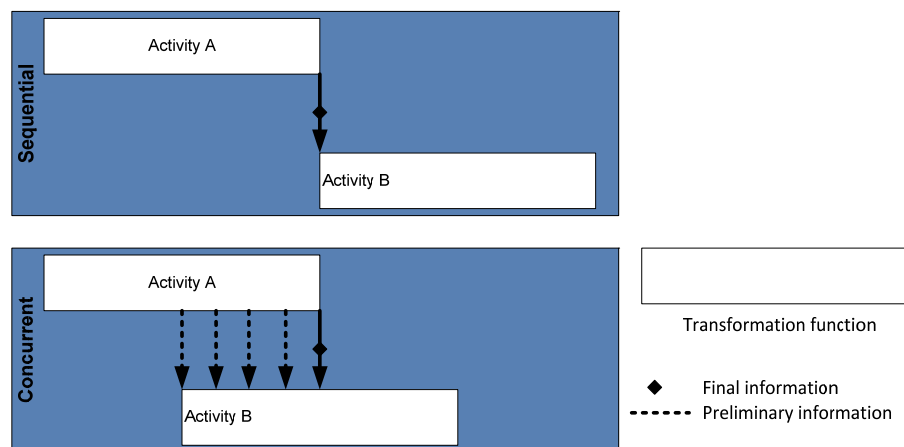 Sequential
Activity A
Activity B
Concurrent
Activity A
Activity B
Transformation function
Final information
Preliminary information